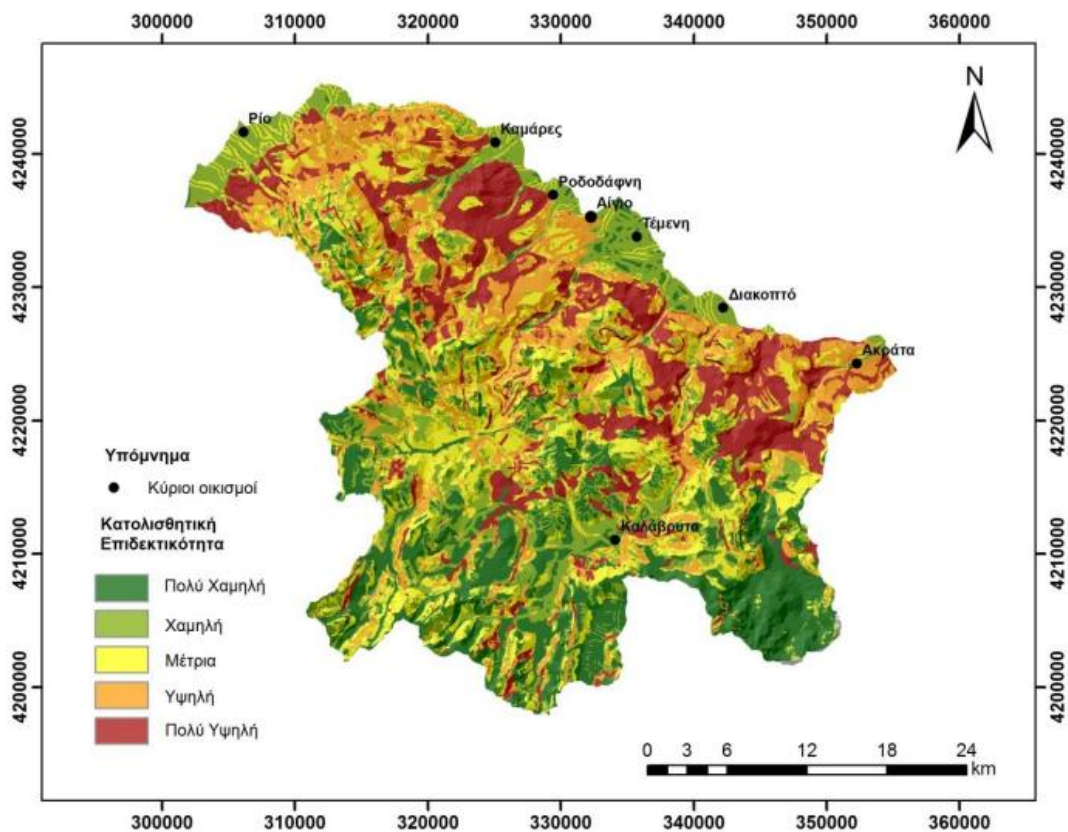 300000 310000 320000 330000 340000 350000 360000
N
Ρίο
Καμάρες
4240000 4240000
Ροδοδάφνη
Αίγιο
Τέμενη
4230000 4230000
Διακοπτό
Ακράτα
4220000 4220000
Υπόμνημα
Κύριοι οικισμοί
Κατολισθητική
Επιδεκτικότητα
Καλάβρυτα
4210000 4210000
Πολύ Χαμηλή
Χαμηλή
Μέτρια
Υψηλή
Πολύ Υψηλή
4200000 4200000
0 3 6 12 18 24
km
300000 310000 320000 330000 340000 350000 360000